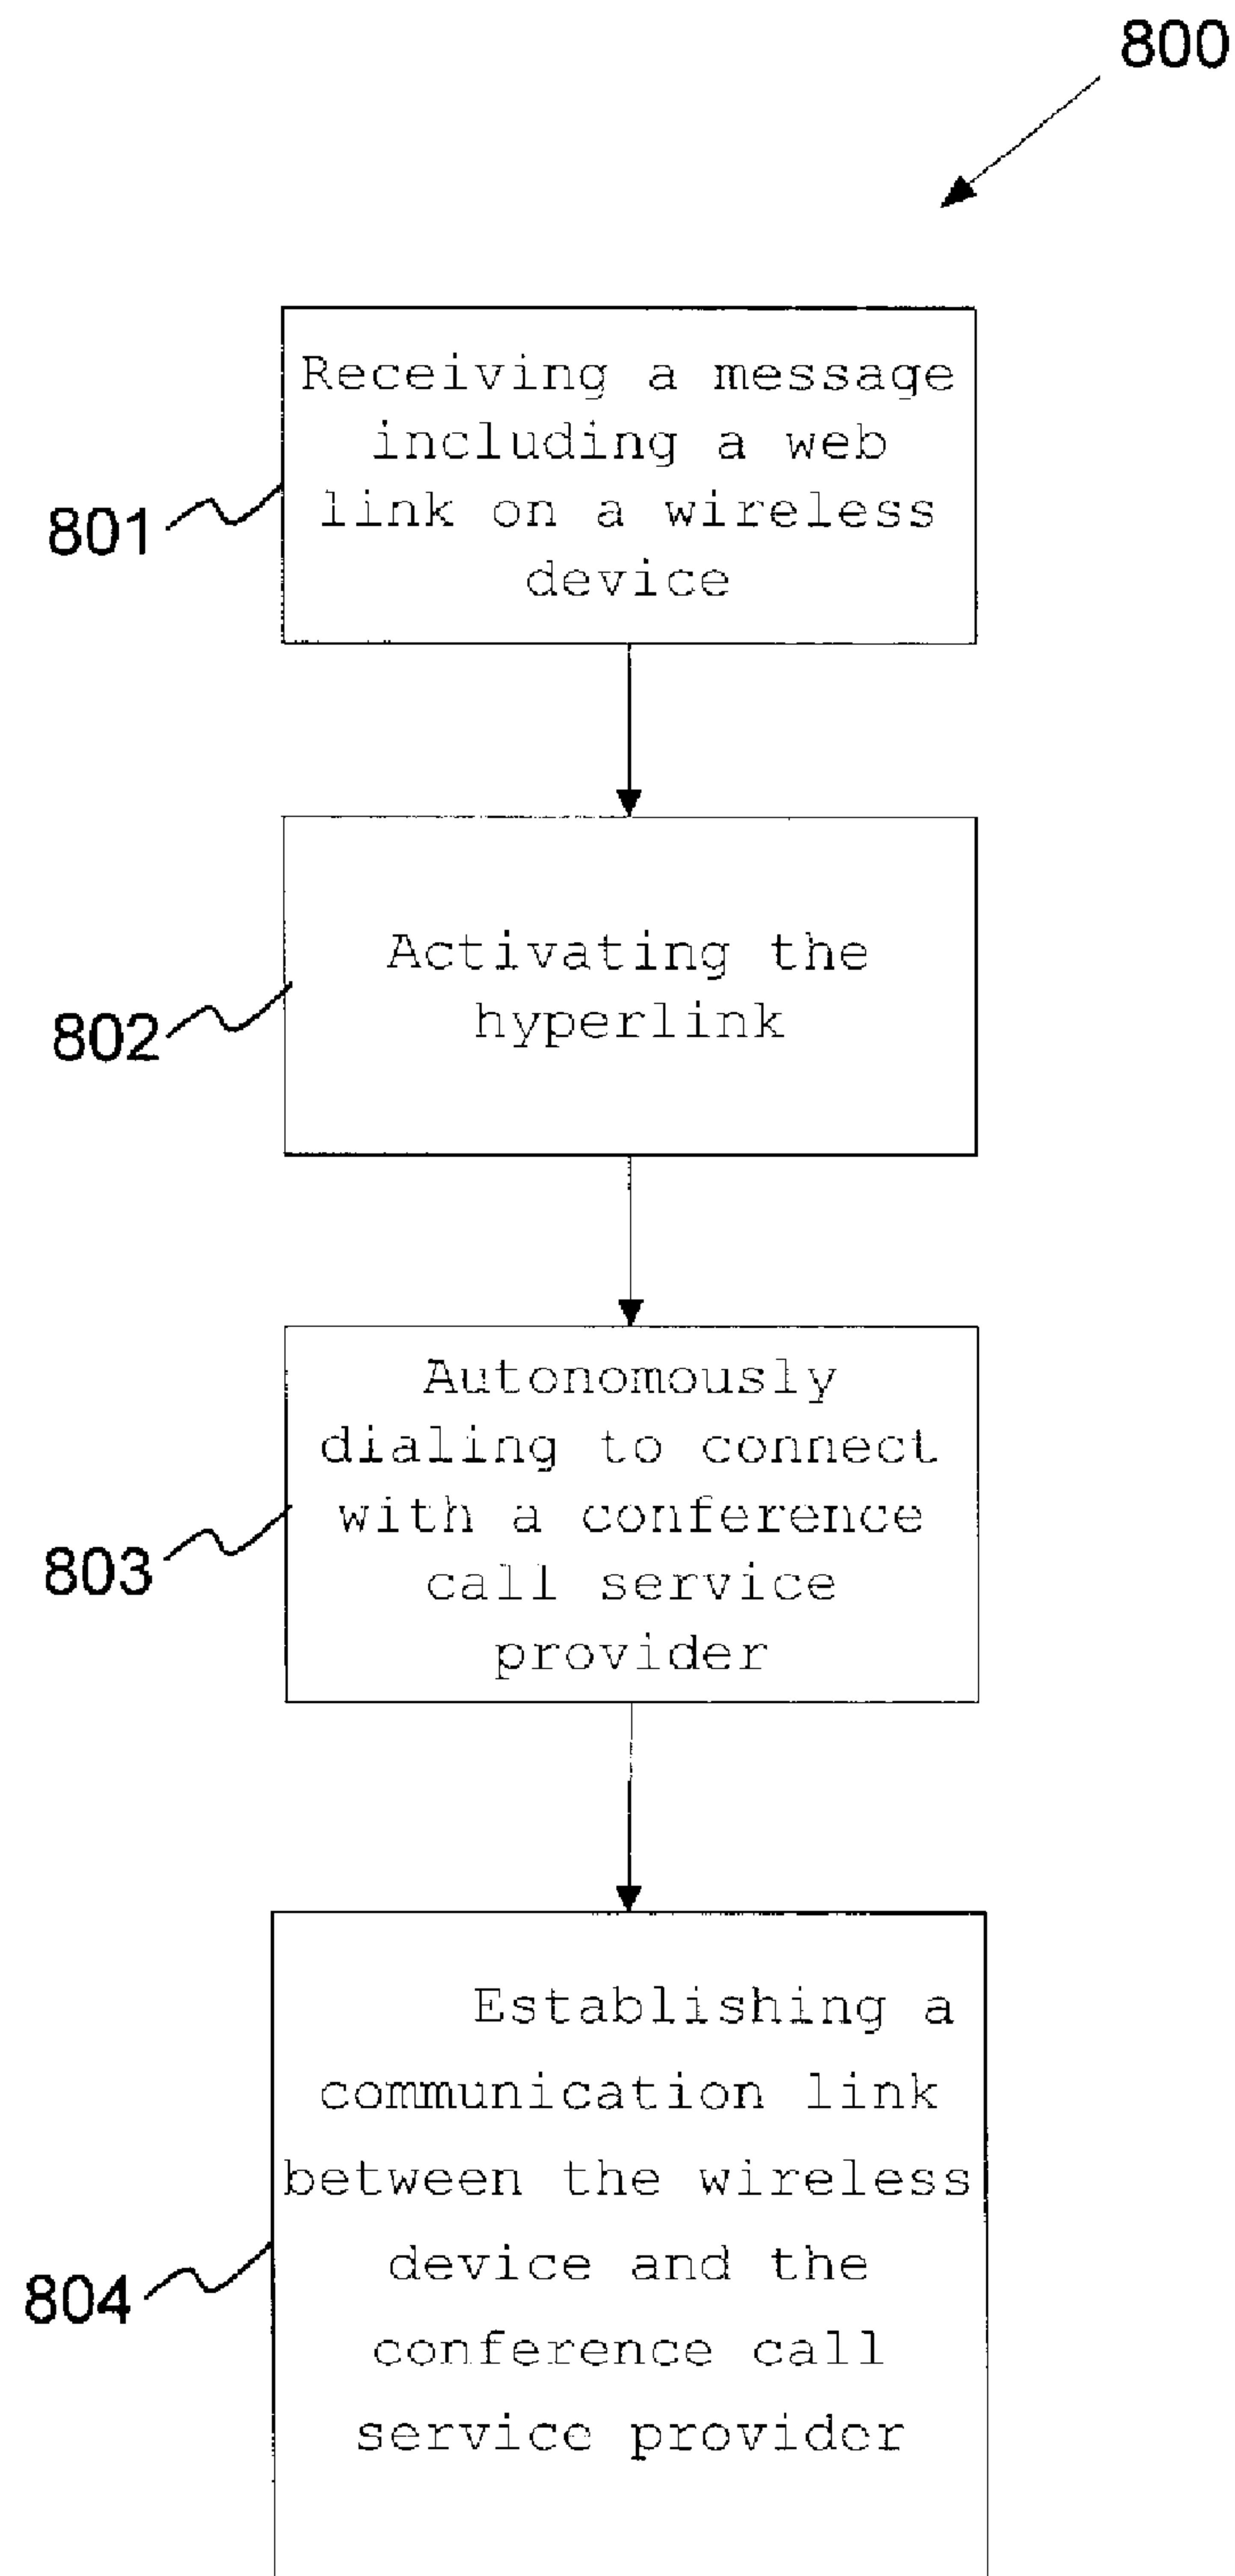 800
Receiving a message
including a web
link on a wireless
device
801
Activating the
hyperlink
802
Autonomously
dialing to connect
with a conference
call service
provider
803
Establishing a
communication link
between the wireless
device and the
conference call
service provider
804